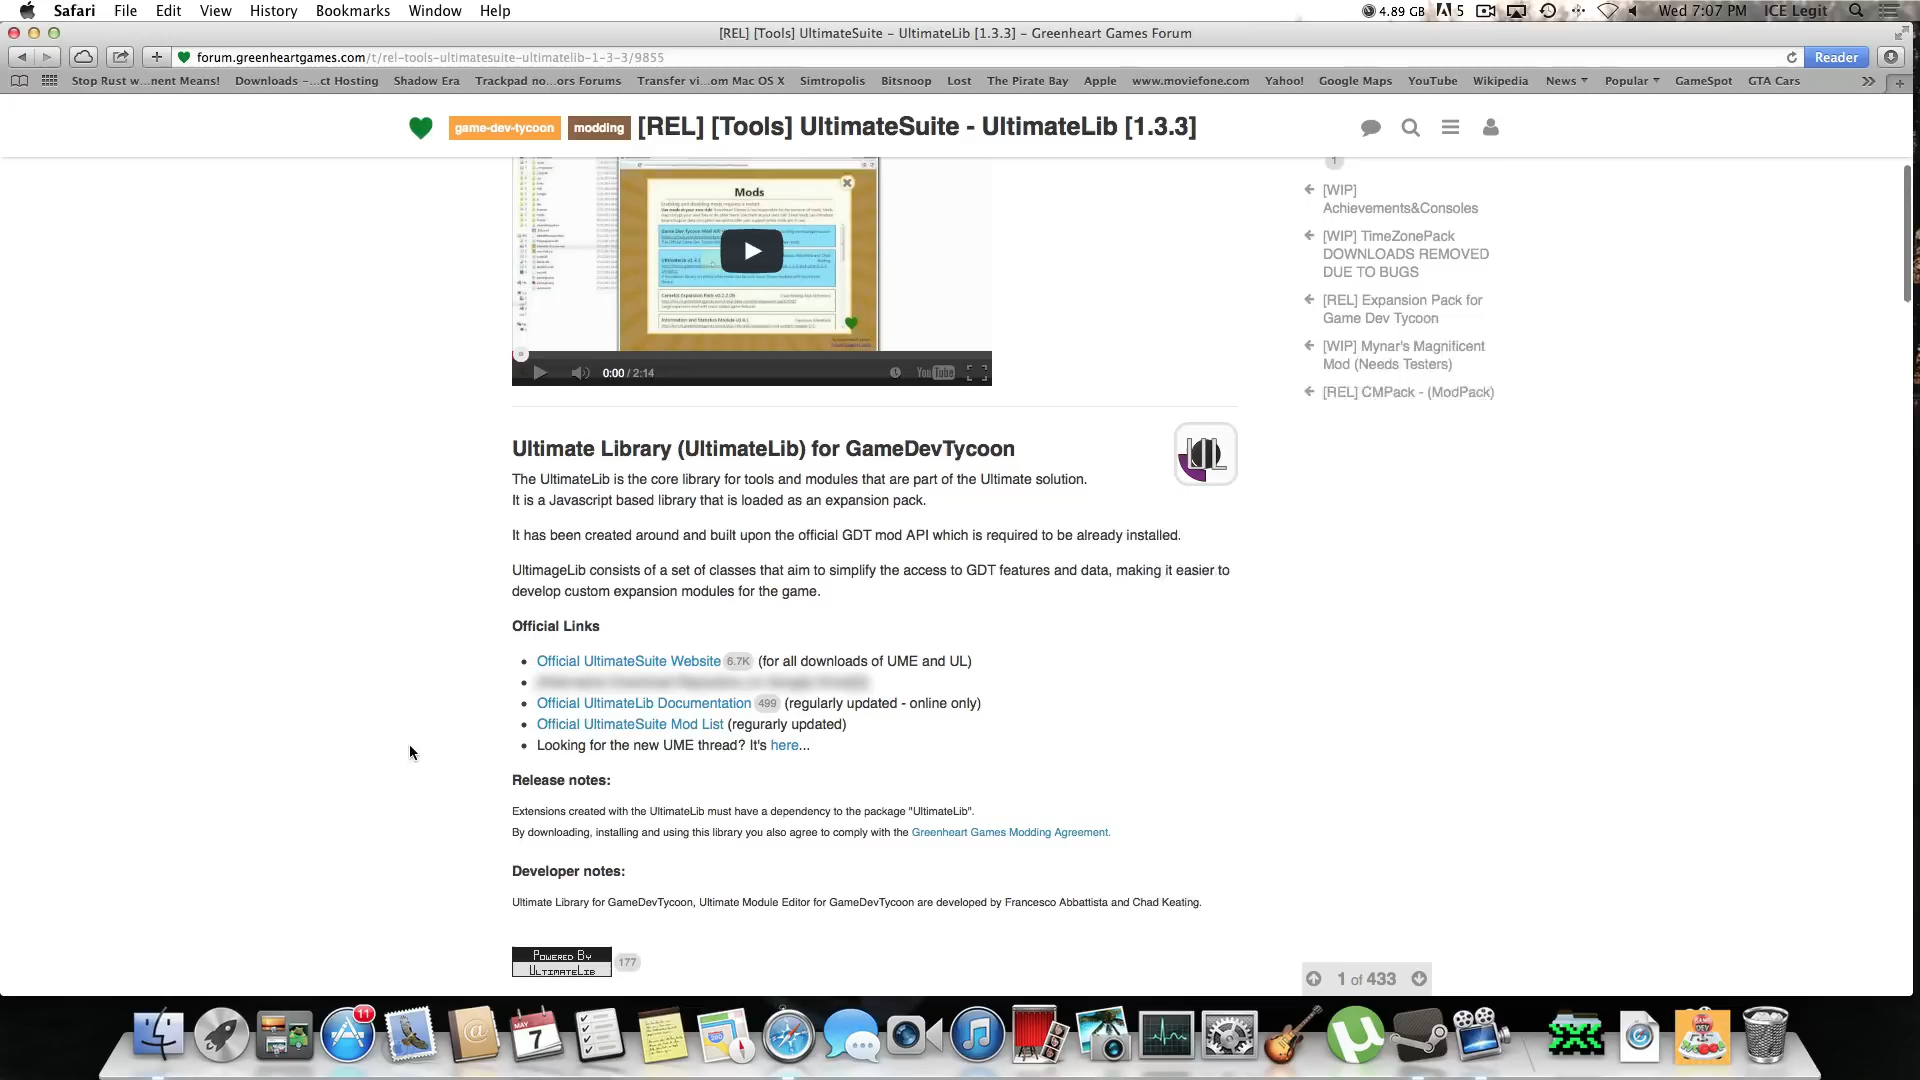 Safari File Edit View History Bookmarks Window Help
4.89 GB 5 Wed 7:07 PM ICE Legit
[REL] [Tools] UltimateSuite – UltimateLib [1.3.3] – Greenheart Games Forum
forum.greenheartgames.com/t/rel-tools-ultimatesuite-ultimatelib-1-3-3/9855
Reader
Stop Rust w...nent Means! Downloads -...ct Hosting Shadow Era Trackpad no...ors Forums Transfer vi...om Mac OS X Simtropolis Bitsnoop Lost The Pirate Bay Apple www.moviefone.com Yahoo! Google Maps YouTube Wikipedia News Popular GameSpot GTA Cars
game-dev-tycoon modding [REL] [Tools] UltimateSuite - UltimateLib [1.3.3]
Mods
0:00 / 2:14
YouTube
1
[WIP]
Achievements&Consoles
[WIP] TimeZonePack
DOWNLOADS REMOVED
DUE TO BUGS
[REL] Expansion Pack for
Game Dev Tycoon
[WIP] Mynar's Magnificent
Mod (Needs Testers)
[REL] CMPack - (ModPack)
Ultimate Library (UltimateLib) for GameDevTycoon
UL
The UltimateLib is the core library for tools and modules that are part of the Ultimate solution.
It is a Javascript based library that is loaded as an expansion pack.
It has been created around and built upon the official GDT mod API which is required to be already installed.
UltimageLib consists of a set of classes that aim to simplify the access to GDT features and data, making it easier to
develop custom expansion modules for the game.
Official Links
Official UltimateSuite Website 6.7K (for all downloads of UME and UL)
Official UltimateLib Documentation 499 (regularly updated - online only)
Official UltimateSuite Mod List (regurarly updated)
Looking for the new UME thread? It's here...
Release notes:
Extensions created with the UltimateLib must have a dependency to the package "UltimateLib".
By downloading, installing and using this library you also agree to comply with the Greenheart Games Modding Agreement.
Developer notes:
Ultimate Library for GameDevTycoon, Ultimate Module Editor for GameDevTycoon are developed by Francesco Abbattista and Chad Keating.
Powered By
UltimateLib
177
1 of 433
11
MAY
7
280